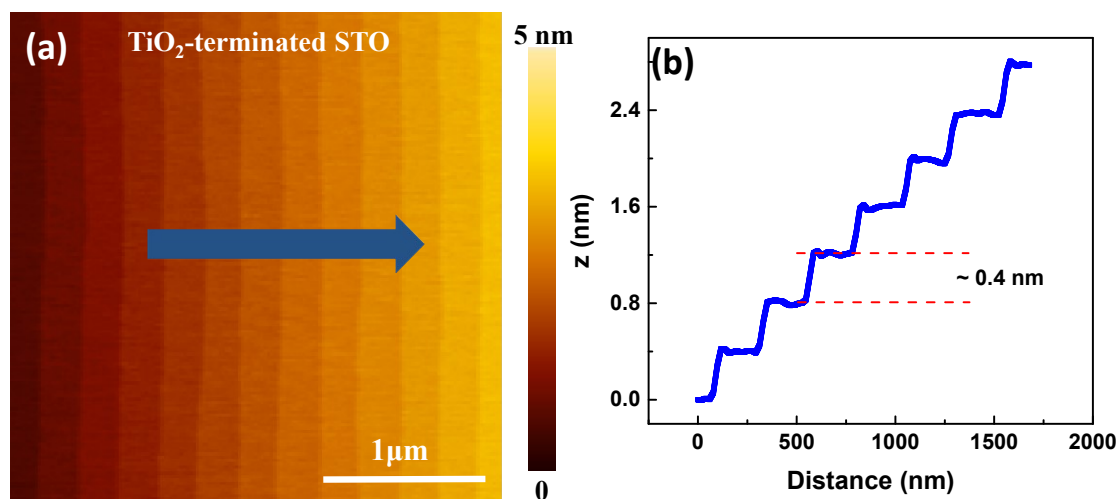 (a)
TiO₂-terminated STO
5 nm
1μm
0
(b)
z (nm)
2.4
1.6
0.8
0.0
~ 0.4 nm
0 500 1000 1500 2000
Distance (nm)